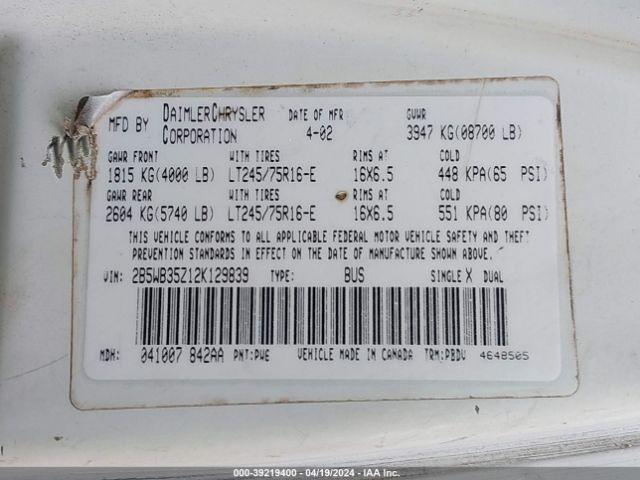 MFD BY DAIMLERCHRYSLER CORPORATION DATE OF MFR 4-02 GVWR 3947 KG(08700 LB)
GAWR FRONT WITH TIRES RIMS AT COLD
1815 KG(4000 LB) LT245/75R16-E 16X6.5 448 KPA(65 PSI)
GAWR REAR WITH TIRES RIMS AT COLD
2604 KG(5740 LB) LT245/75R16-E 16X6.5 551 KPA(80 PSI)
THIS VEHICLE CONFORMS TO ALL APPLICABLE FEDERAL MOTOR VEHICLE SAFETY AND THEFT
PREVENTION STANDARDS IN EFFECT ON THE DATE OF MANUFACTURE SHOWN ABOVE.
VIN: 2B5WB35Z12K129839 TYPE: BUS SINGLE X DUAL
MDH: 041007 842AA PNT:PWE VEHICLE MADE IN CANADA TRM:PBDV 4648505
000-39219400 - 04/19/2024 - IAA Inc.